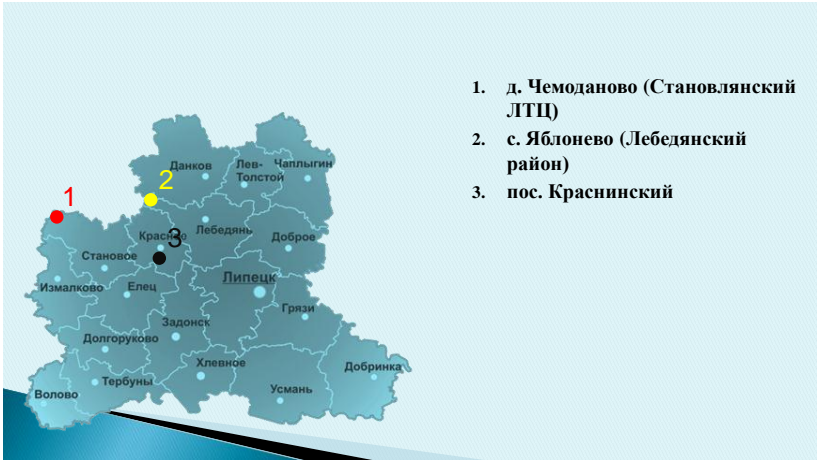 1. д. Чемоданово (Становлянский
ЛТЦ)
2. с. Яблонево (Лебедянский
район)
3. пос. Краснинский
Данков
Лев-
Толстой
Чаплыгин
2
1
Красное
3
Лебедянь
Доброе
Становое
Измалково
Елец
Липецк
Грязи
Задонск
Долгоруково
Хлевное
Добринка
Тербуны
Усмань
Волово